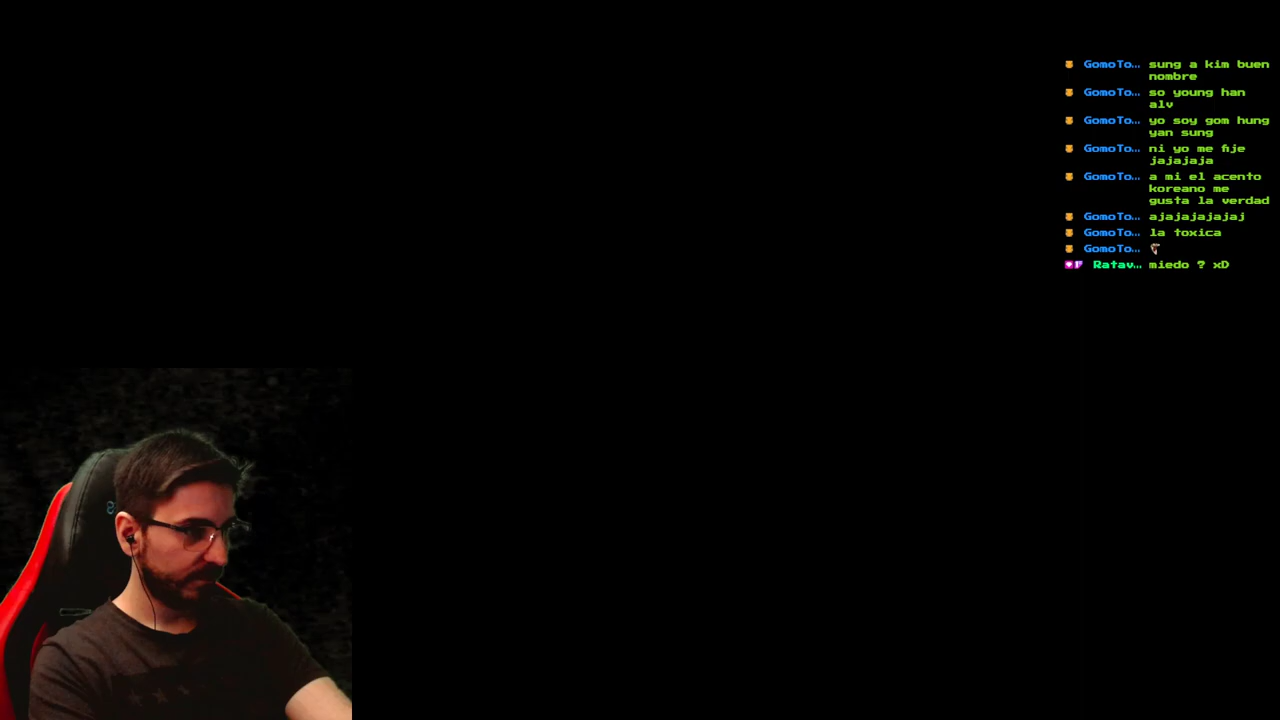 GomoTo… sung a kim buen
nombre
GomoTo… so young han
alv
GomoTo… yo soy gom hung
yan sung
GomoTo… ni yo me fije
jajajaja
GomoTo… a mi el acento
koreano me
gusta la verdad
GomoTo… ajajajajajaj
GomoTo… la toxica
GomoTo…
Ratav… miedo ? xD